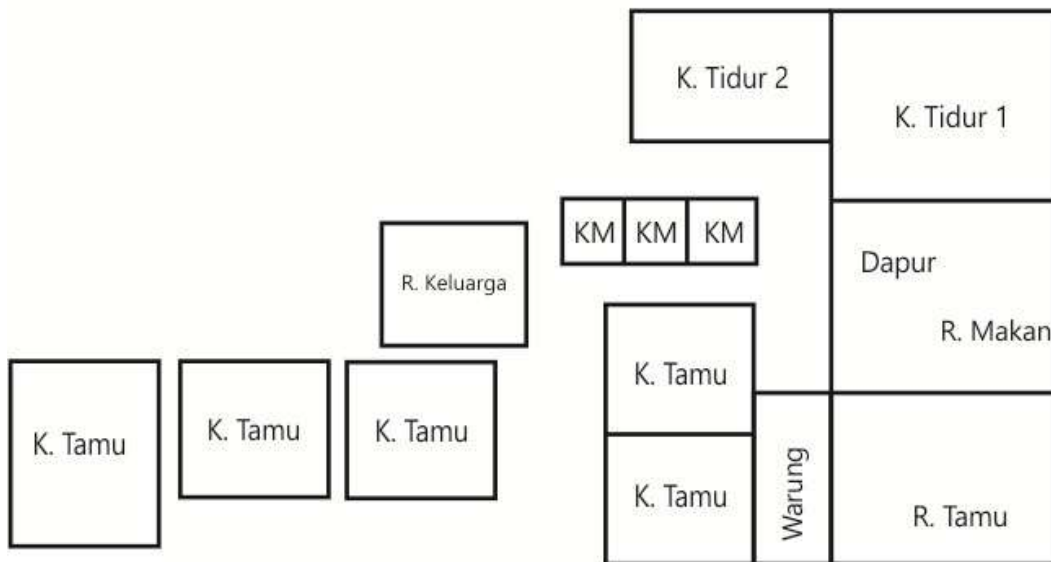 K. Tidur 2
K. Tidur 1
KM KM KM
Dapur
R. Keluarga
R. Makan
K. Tamu
K. Tamu
K. Tamu
K. Tamu
K. Tamu
Warung
R. Tamu